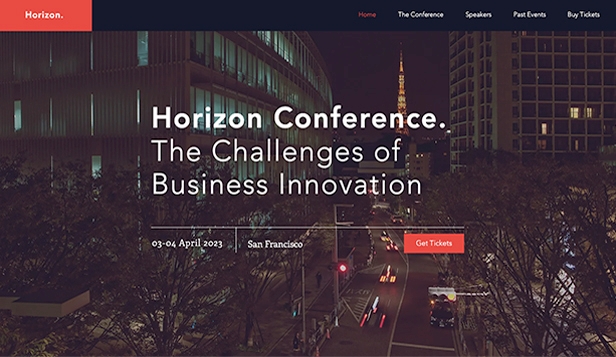 Horizon.
Home The Conference Speakers Past Events Buy Tickets
Horizon Conference.
The Challenges of
Business Innovation
03-04 April 2023 San Francisco Get Tickets